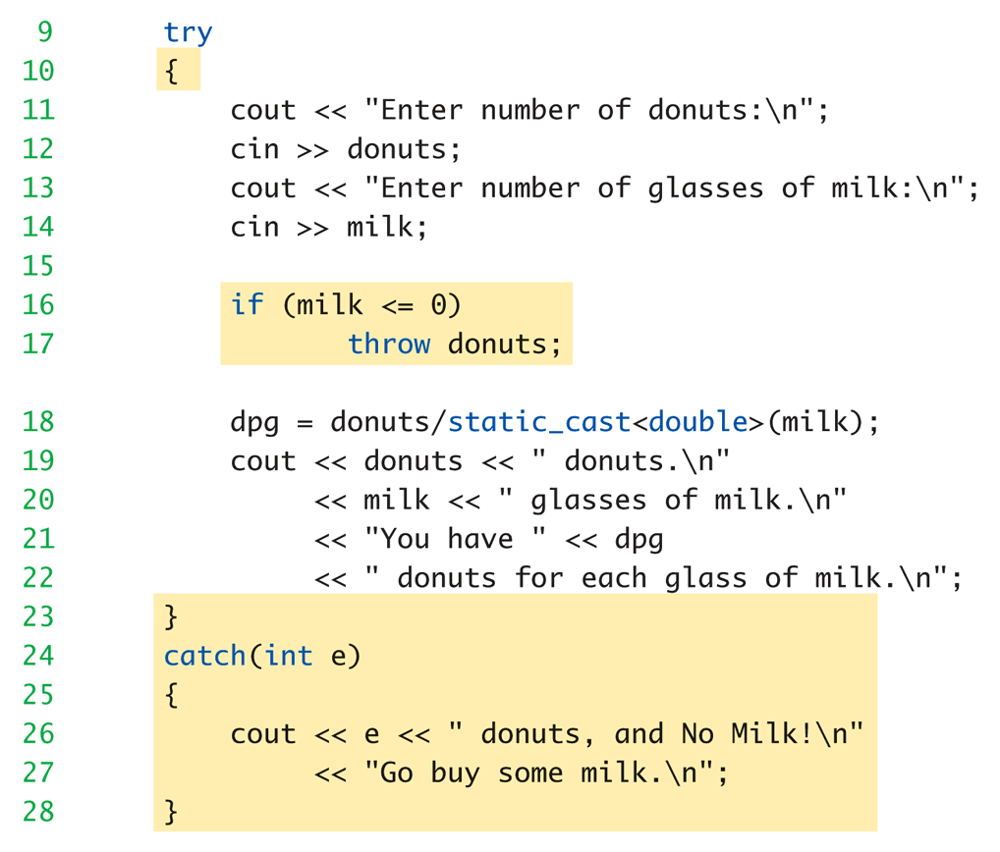 9 try
10 {
11 cout << "Enter number of donuts:\n";
12 cin >> donuts;
13 cout << "Enter number of glasses of milk:\n";
14 cin >> milk;
15
16 if (milk <= 0)
17 throw donuts;
18 dpg = donuts/static_cast<double>(milk);
19 cout << donuts << " donuts.\n"
20 << milk << " glasses of milk.\n"
21 << "You have " << dpg
22 << " donuts for each glass of milk.\n";
23 }
24 catch(int e)
25 {
26 cout << e << " donuts, and No Milk!\n"
27 << "Go buy some milk.\n";
28 }